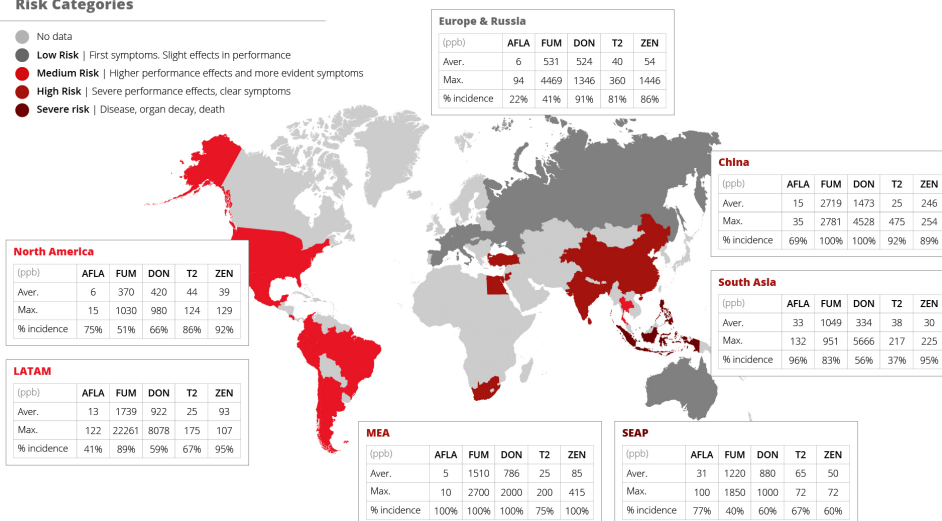 Risk Categories
No data
Low Risk | First symptoms. Slight effects in performance
Medium Risk | Higher performance effects and more evident symptoms
High Risk | Severe performance effects, clear symptoms
Severe risk | Disease, organ decay, death
Europe & Russia
(ppb) AFLA FUM DON T2 ZEN
Aver. 6 531 524 40 54
Max. 94 4469 1346 360 1446
% incidence 22% 41% 91% 81% 86%
China
(ppb) AFLA FUM DON T2 ZEN
Aver. 15 2719 1473 25 246
Max. 35 2781 4528 475 254
% incidence 69% 100% 100% 92% 89%
North America
(ppb) AFLA FUM DON T2 ZEN
Aver. 6 370 420 44 39
Max. 15 1030 980 124 129
% incidence 75% 51% 66% 86% 92%
South Asia
(ppb) AFLA FUM DON T2 ZEN
Aver. 33 1049 334 38 30
Max. 132 951 5666 217 225
% incidence 96% 83% 56% 37% 95%
LATAM
(ppb) AFLA FUM DON T2 ZEN
Aver. 13 1739 922 25 93
Max. 122 22261 8078 175 107
% incidence 41% 89% 59% 67% 95%
MEA
(ppb) AFLA FUM DON T2 ZEN
Aver. 5 1510 786 25 85
Max. 10 2700 2000 200 415
% incidence 100% 100% 100% 75% 100%
SEAP
(ppb) AFLA FUM DON T2 ZEN
Aver. 31 1220 880 65 50
Max. 100 1850 1000 72 72
% incidence 77% 40% 60% 67% 60%